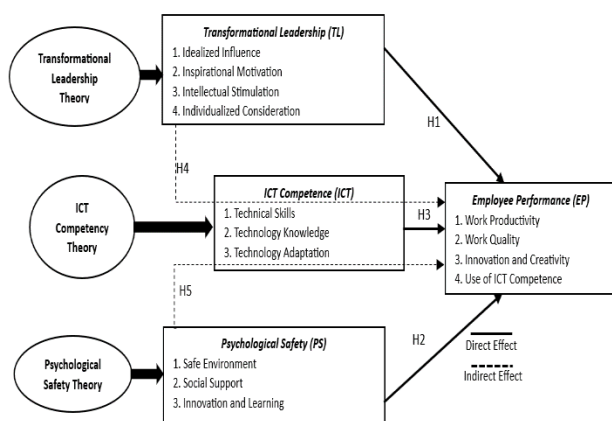 Transformational
Leadership
Theory
Transformational Leadership (TL)
1. Idealized Influence
2. Inspirational Motivation
3. Intellectual Stimulation
4. Individualized Consideration
H1
H4
ICT
Competency
Theory
ICT Competence (ICT)
1. Technical Skills
2. Technology Knowledge
3. Technology Adaptation
H3
Employee Performance (EP)
1. Work Productivity
2. Work Quality
3. Innovation and Creativity
4. Use of ICT Competence
H5
Psychological
Safety Theory
Psychological Safety (PS)
1. Safe Environment
2. Social Support
3. Innovation and Learning
H2
Direct Effect
Indirect Effect